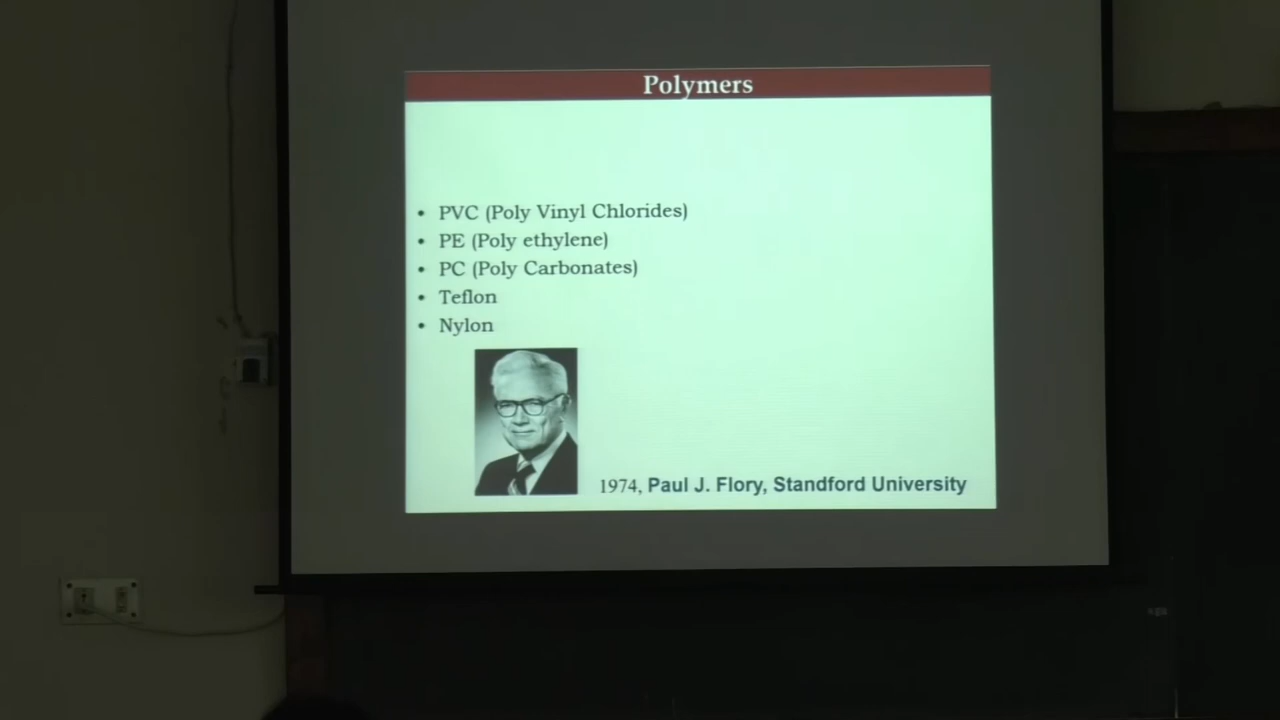 Polymers
• PVC (Poly Vinyl Chlorides)
• PE (Poly ethylene)
• PC (Poly Carbonates)
• Teflon
• Nylon
1974, Paul J. Flory, Standford University